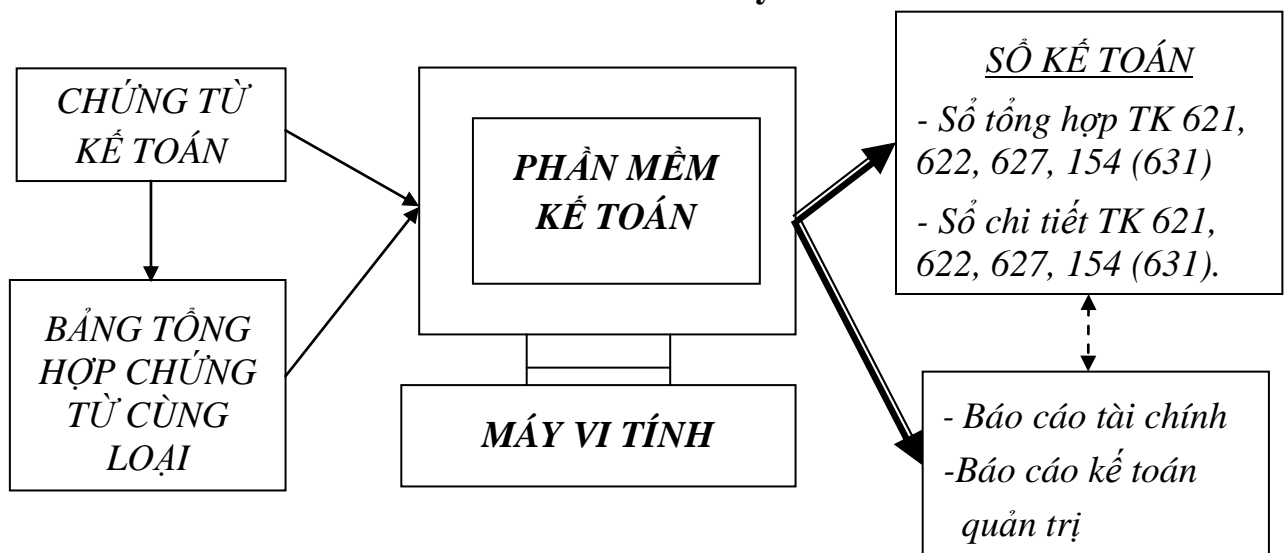 CHỨNG TỪ
KẾ TOÁN
BẢNG TỔNG
HỢP CHỨNG
TỪ CÙNG
LOẠI
PHẦN MỀM
KẾ TOÁN
MÁY VI TÍNH
SỔ KẾ TOÁN
- Sổ tổng hợp TK 621,
622, 627, 154 (631)
- Sổ chi tiết TK 621,
622, 627, 154 (631).
- Báo cáo tài chính
-Báo cáo kế toán
quản trị